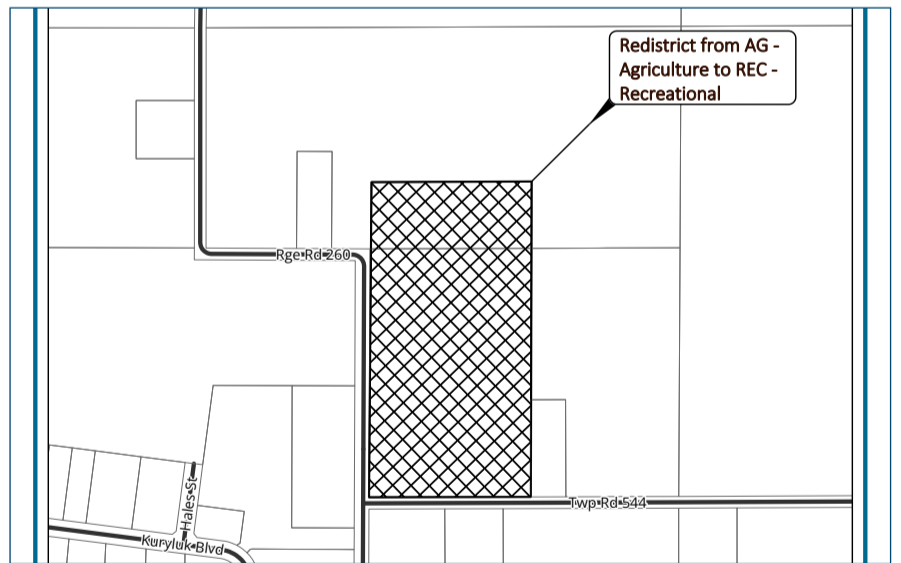 Redistrict from AG -
Agriculture to REC -
Recreational
Rge Rd 260
Twp Rd 544
Hales St
Kuryluk Blvd